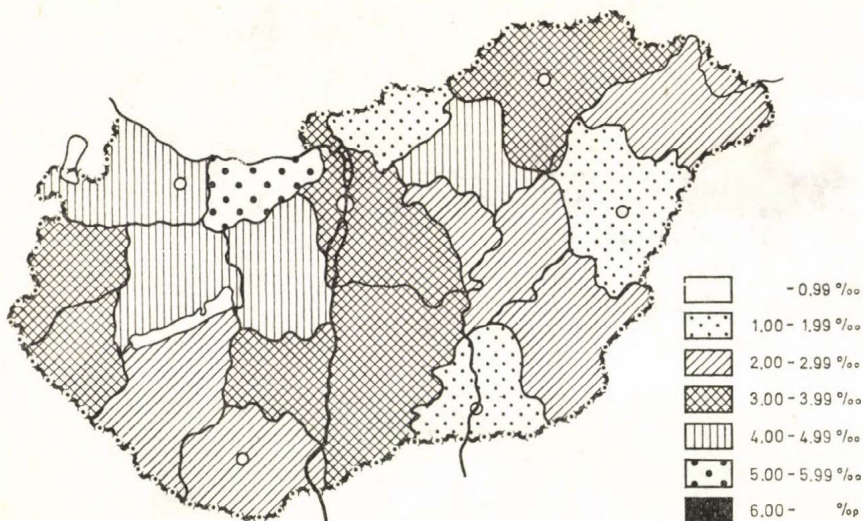 - 0.99 ‰
1.00 - 1.99 ‰
2.00 - 2.99 ‰
3.00 - 3.99 ‰
4.00 - 4.99 ‰
5.00 - 5.99 ‰
6.00 - ‰